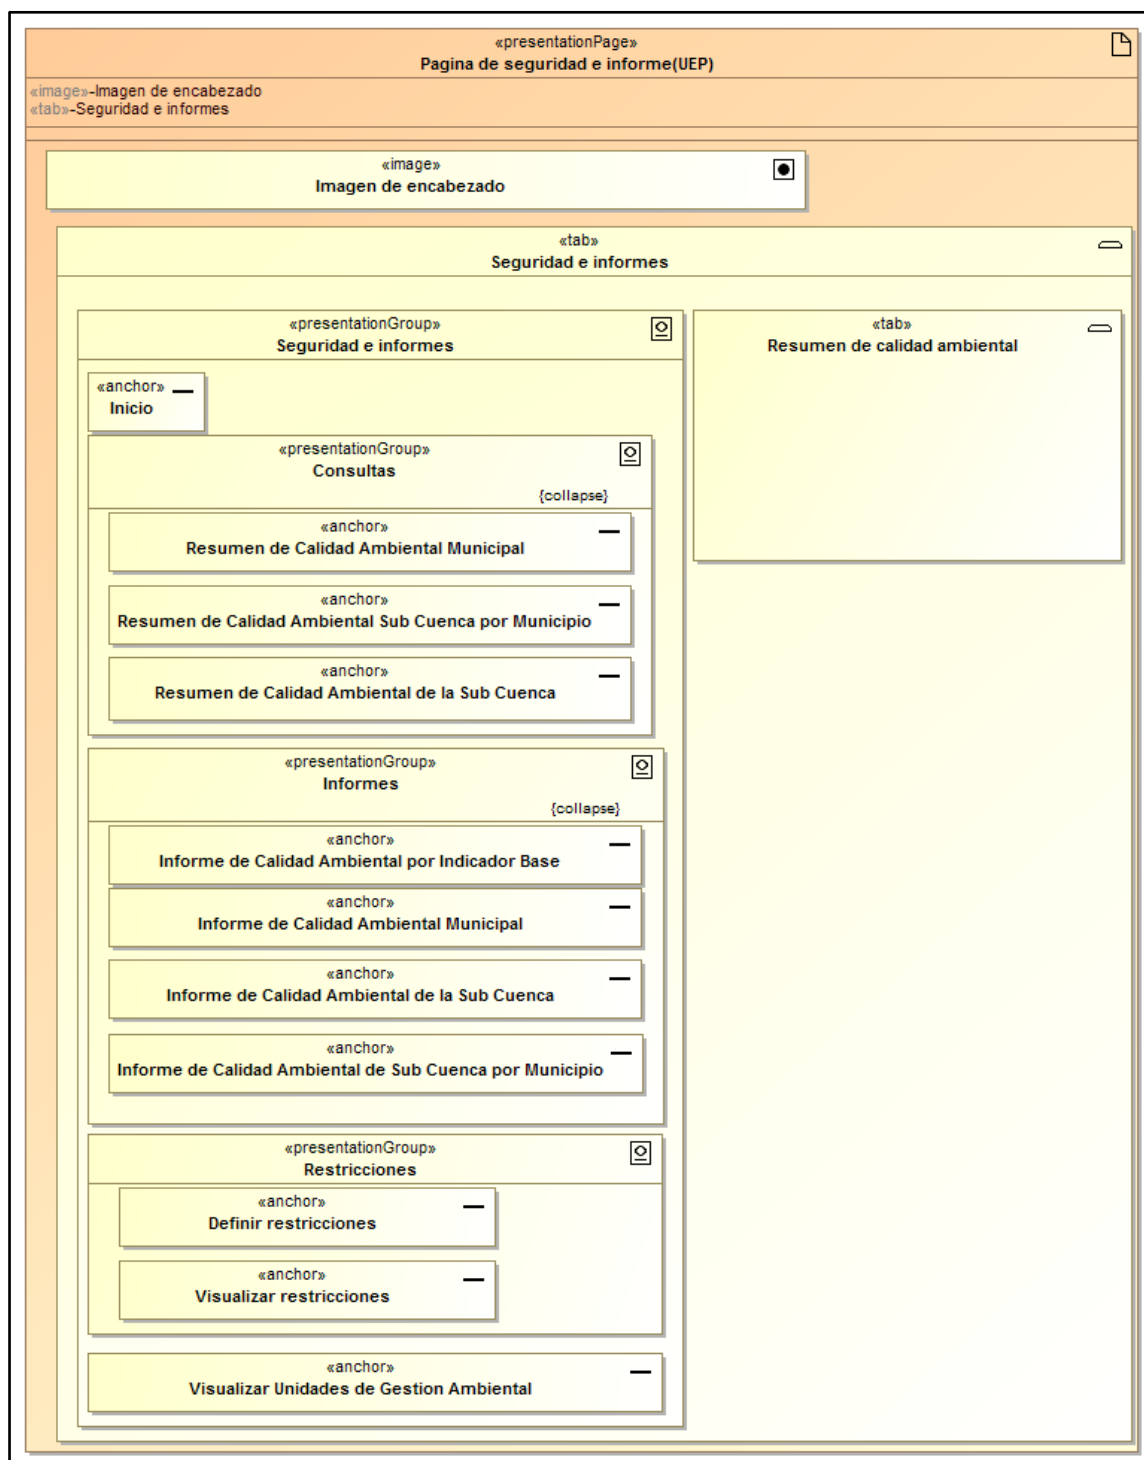 «presentationPage»
Pagina de seguridad e informe(UEP)
«image»-Imagen de encabezado
«tab»-Seguridad e informes
«image»
Imagen de encabezado
«tab»
Seguridad e informes
«presentationGroup»
Seguridad e informes
«anchor»
Inicio
«presentationGroup»
Consultas
{collapse}
«anchor»
Resumen de Calidad Ambiental Municipal
«anchor»
Resumen de Calidad Ambiental Sub Cuenca por Municipio
«anchor»
Resumen de Calidad Ambiental de la Sub Cuenca
«presentationGroup»
Informes
{collapse}
«anchor»
Informe de Calidad Ambiental por Indicador Base
«anchor»
Informe de Calidad Ambiental Municipal
«anchor»
Informe de Calidad Ambiental de la Sub Cuenca
«anchor»
Informe de Calidad Ambiental de Sub Cuenca por Municipio
«presentationGroup»
Restricciones
«anchor»
Definir restricciones
«anchor»
Visualizar restricciones
«anchor»
Visualizar Unidades de Gestion Ambiental
«tab»
Resumen de calidad ambiental